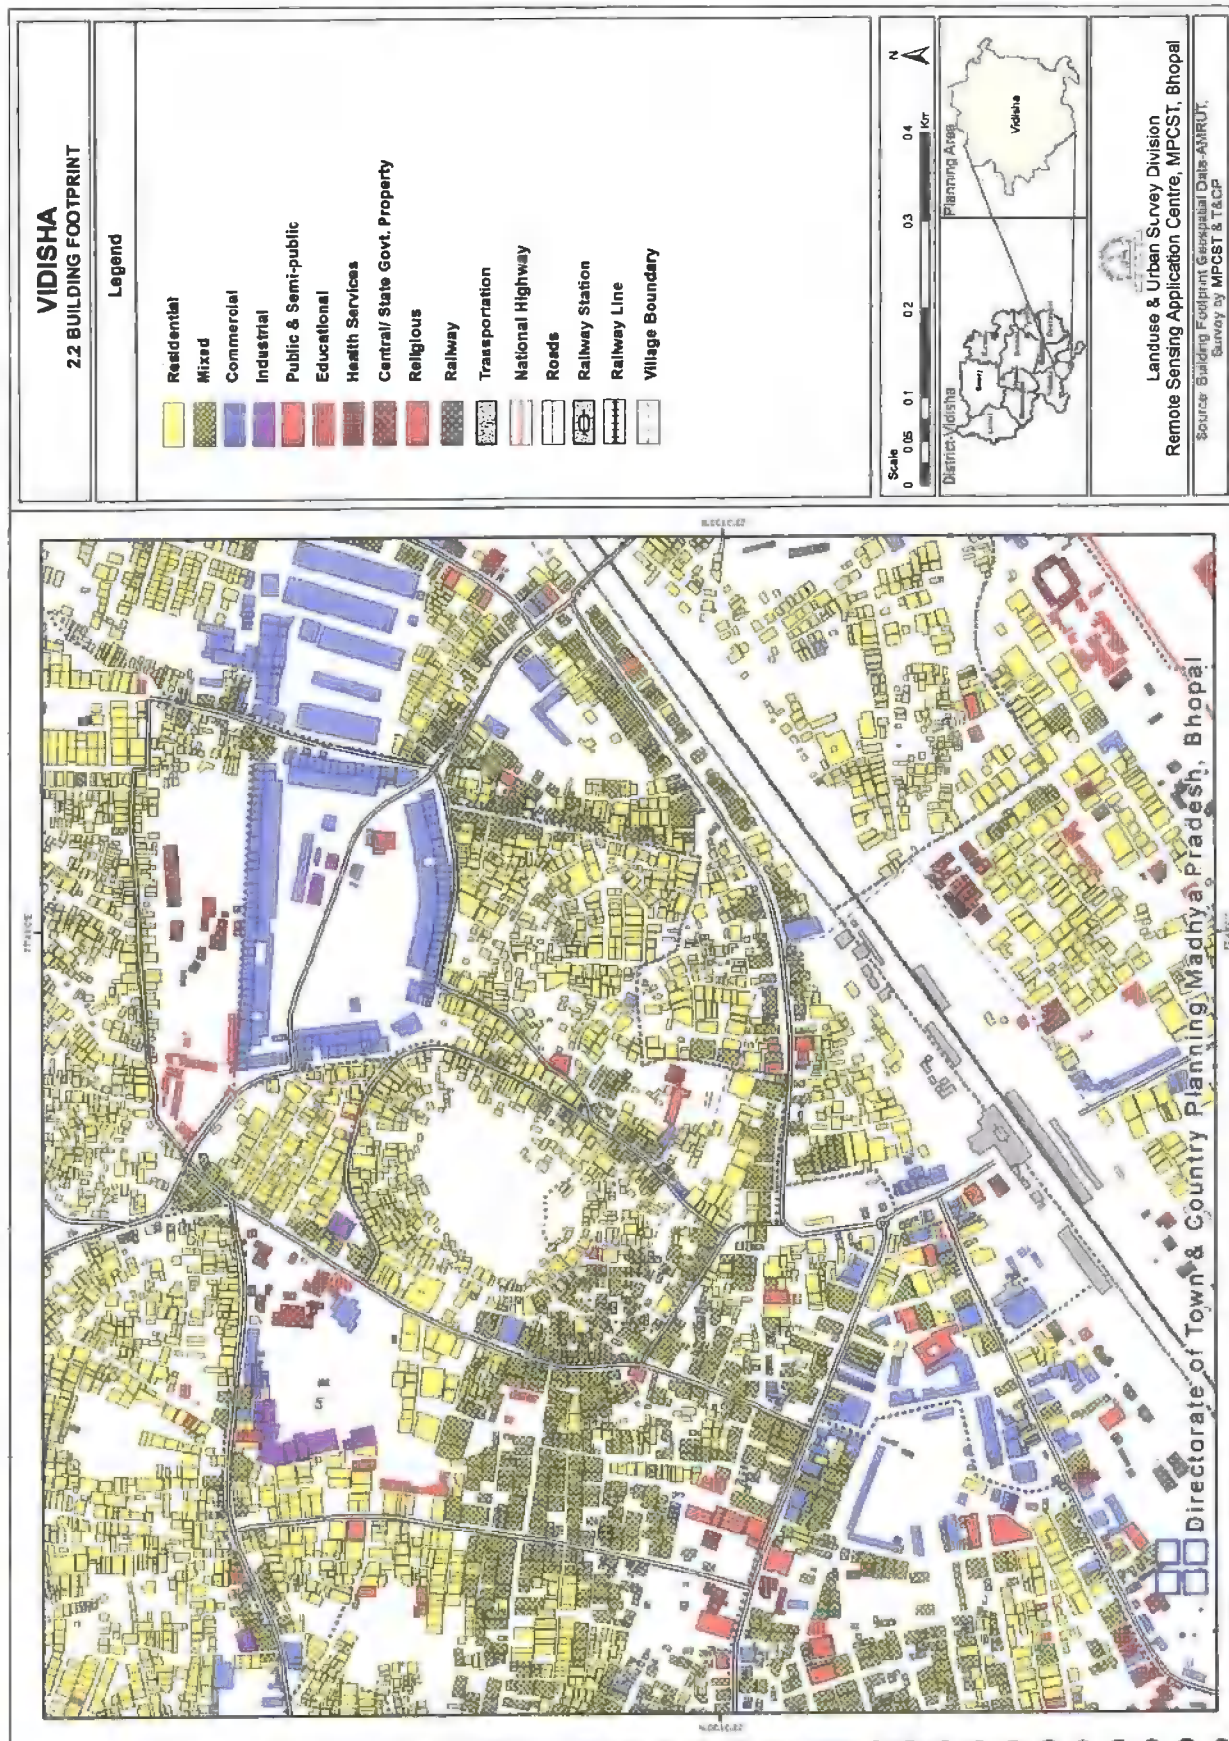 VIDISHA
2.2 BUILDING FOOTPRINT
Legend
Residential
Mixed
Commercial
Industrial
Public & Semi-public
Educational
Health Services
Central/ State Govt. Property
Religious
Railway
Transportation
National Highway
Roads
Railway Station
Railway Line
Village Boundary
N
Scale
0 0.05 0.1 0.2 0.3 0.4
Km
District-Vidisha
Planning Area
Vidisha
Landuse & Urban Survey Division
Remote Sensing Application Centre, MPCST, Bhopal
Source: Building Footprint Geospatial Data-AMRUT,
Survey by MPCST & T&CP
5
Directorate of Town & Country Planning, Madhya Pradesh, Bhopal